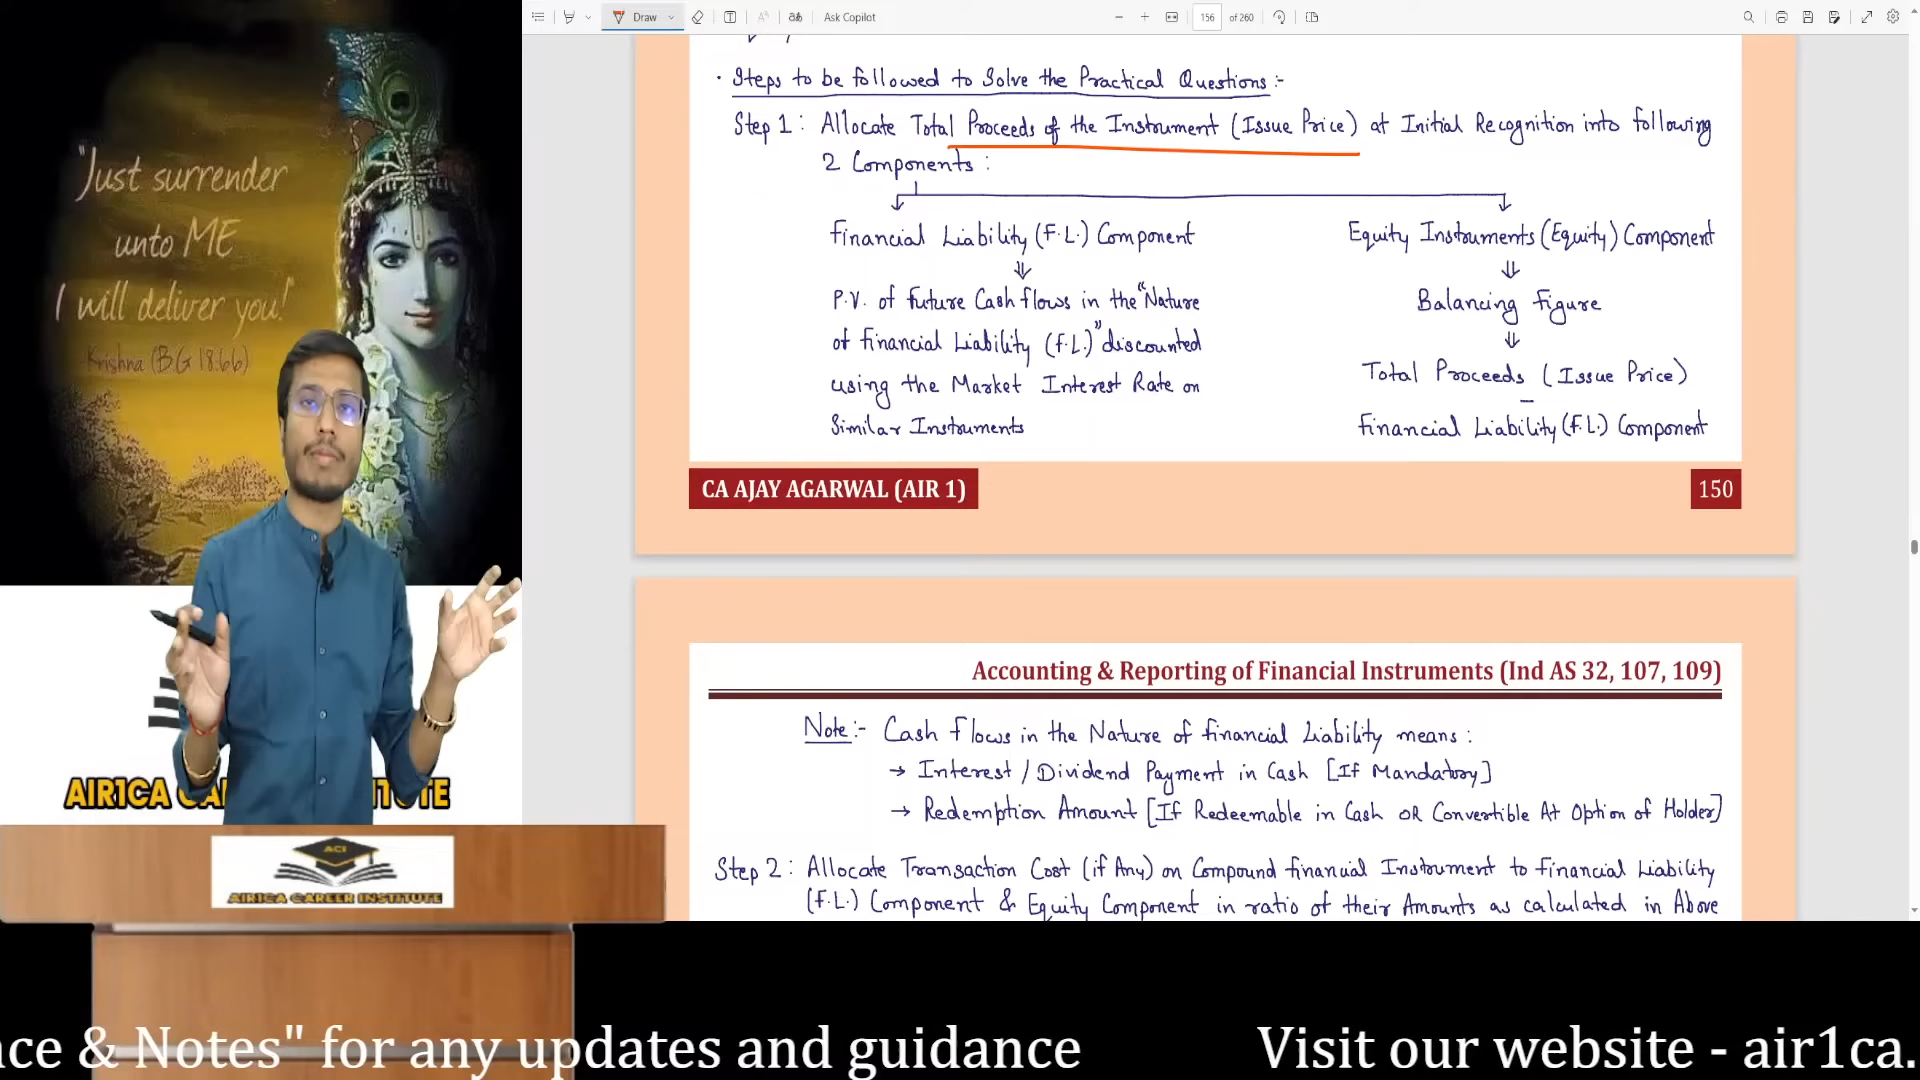 Draw
Ask Copilot
156 of 260
"Just surrender
unto ME
I will deliver you!"
Krishna (B.G 18:66)
· Steps to be followed to Solve the Practical Questions :-
Step 1 : Allocate Total Proceeds of the Instrument (Issue Price) at Initial Recognition into following
2 Components :
Financial Liability (F.L.) Component
P.V. of Future Cash flows in the "Nature
of Financial Liability (F.L.)" discounted
using the Market Interest Rate on
Similar Instruments
Equity Instruments (Equity) Component
Balancing Figure
Total Proceeds (Issue Price)
–
Financial Liability (F.L.) Component
CA AJAY AGARWAL (AIR 1)
150
Accounting & Reporting of Financial Instruments (Ind AS 32, 107, 109)
Note :- Cash Flows in the Nature of Financial Liability means :
→ Interest / Dividend Payment in Cash [If Mandatory]
→ Redemption Amount [If Redeemable in Cash OR Convertible At Option of Holder]
Step 2 : Allocate Transaction Cost (if Any) on Compound Financial Instrument to Financial Liability
(F.L.) Component & Equity Component in ratio of their Amounts as calculated in Above
ACI
AIR1CA CAREER INSTITUTE
nce & Notes" for any updates and guidance
Visit our website - air1ca.